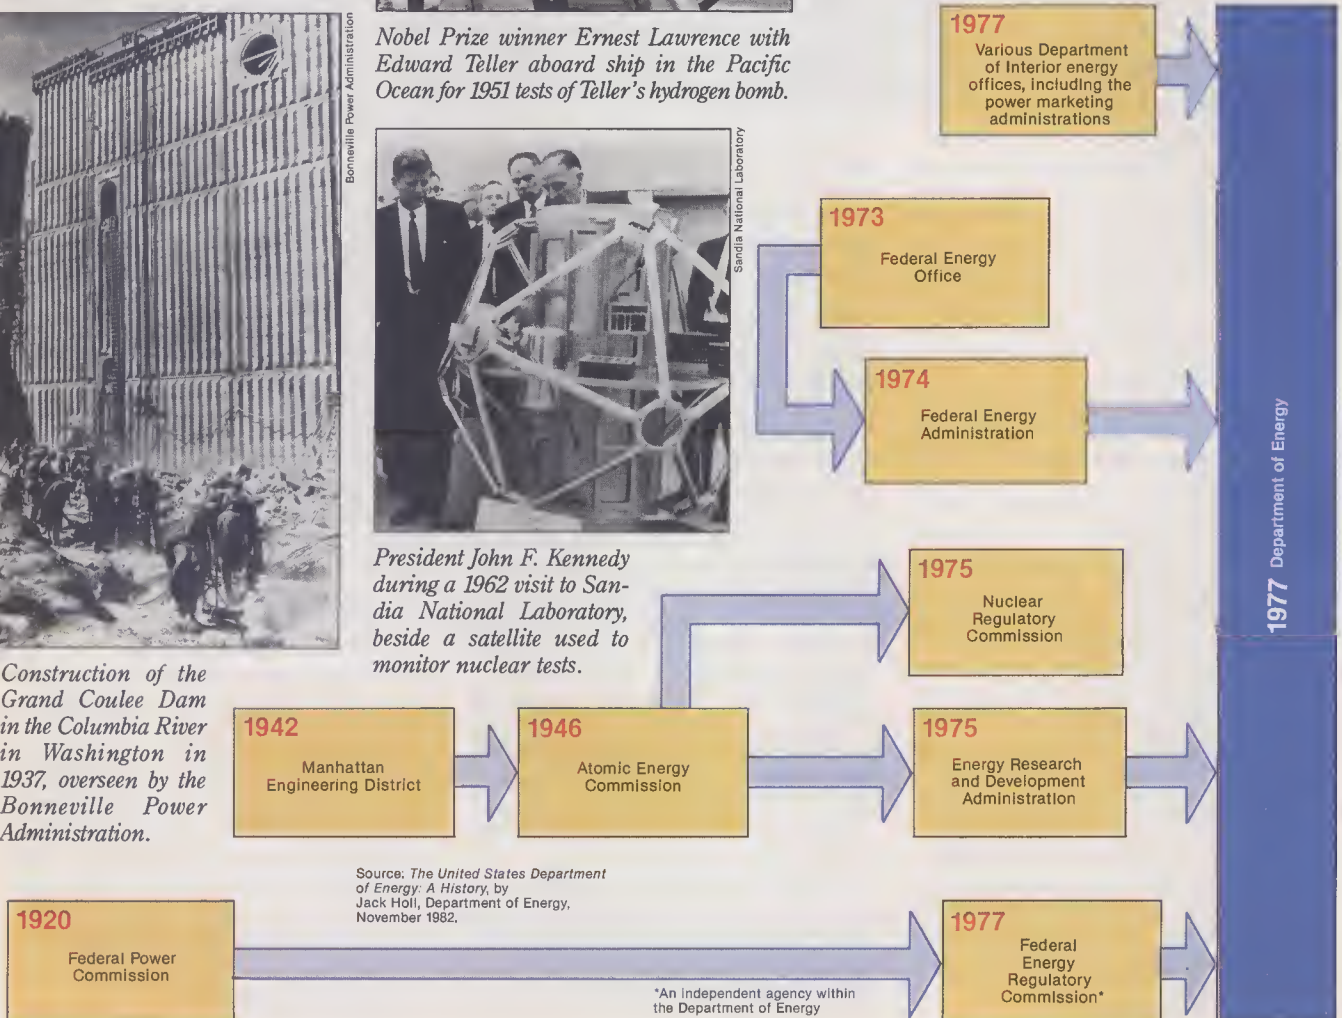 Bonneville Power Administration
Nobel Prize winner Ernest Lawrence with
Edward Teller aboard ship in the Pacific
Ocean for 1951 tests of Teller's hydrogen bomb.
Sandia National Laboratory
President John F. Kennedy
during a 1962 visit to San-
dia National Laboratory,
beside a satellite used to
monitor nuclear tests.
Construction of the
Grand Coulee Dam
in the Columbia River
in Washington in
1937, overseen by the
Bonneville Power
Administration.
1977
Various Department
of Interior energy
offices, including the
power marketing
administrations
1973
Federal Energy
Office
1974
Federal Energy
Administration
1975
Nuclear
Regulatory
Commission
1942
Manhattan
Engineering District
1946
Atomic Energy
Commission
1975
Energy Research
and Development
Administration
1977 Department of Energy
Source: The United States Department
of Energy: A History, by
Jack Holl, Department of Energy,
November 1982.
1920
Federal Power
Commission
1977
Federal
Energy
Regulatory
Commission*
*An independent agency within
the Department of Energy